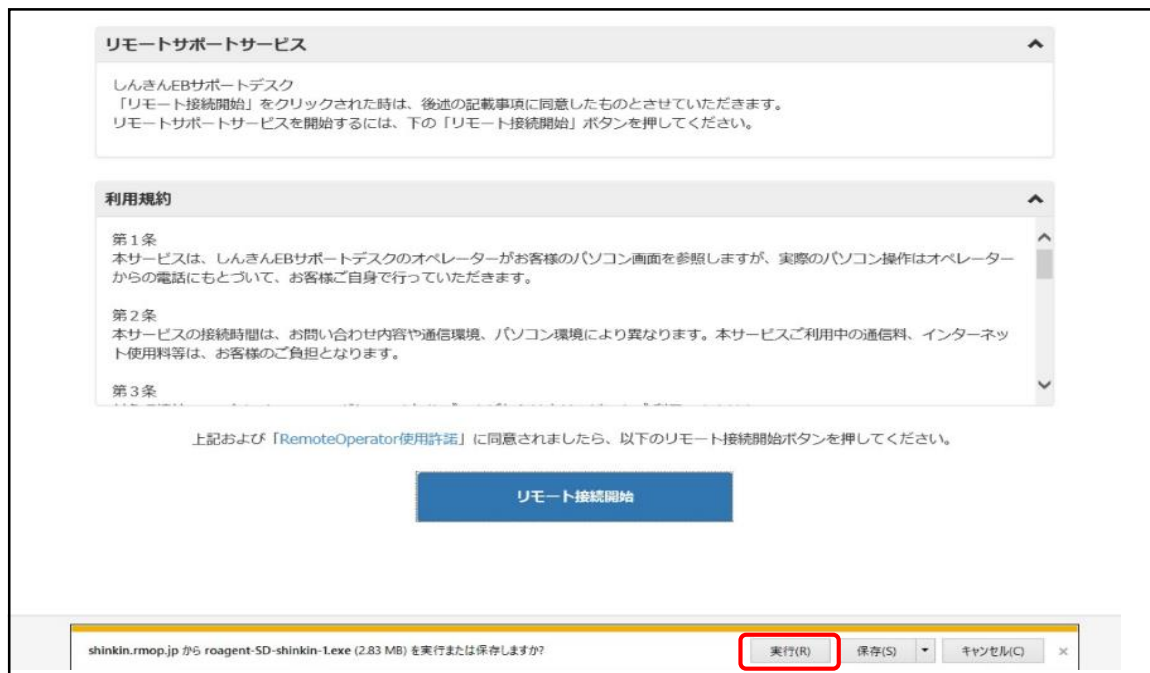 リモートサポートサービス
しんきんEBサポートデスク
「リモート接続開始」をクリックされた時は、後述の記載事項に同意したものとさせていただきます。
リモートサポートサービスを開始するには、下の「リモート接続開始」ボタンを押してください。
利用規約
第1条
本サービスは、しんきんEBサポートデスクのオペレーターがお客様のパソコン画面を参照しますが、実際のパソコン操作はオペレーター
からの電話にもとづいて、お客様ご自身で行っていただきます。
第2条
本サービスの接続時間は、お問い合わせ内容や通信環境、パソコン環境により異なります。本サービスご利用中の通信料、インターネッ
ト使用料等は、お客様のご負担となります。
第3条
上記および「RemoteOperator使用許諾」に同意されましたら、以下のリモート接続開始ボタンを押してください。
リモート接続開始
shinkin.rmop.jp から roagent-SD-shinkin-1.exe (2.83 MB) を実行または保存しますか? 実行(R) 保存(S) キャンセル(C) ×